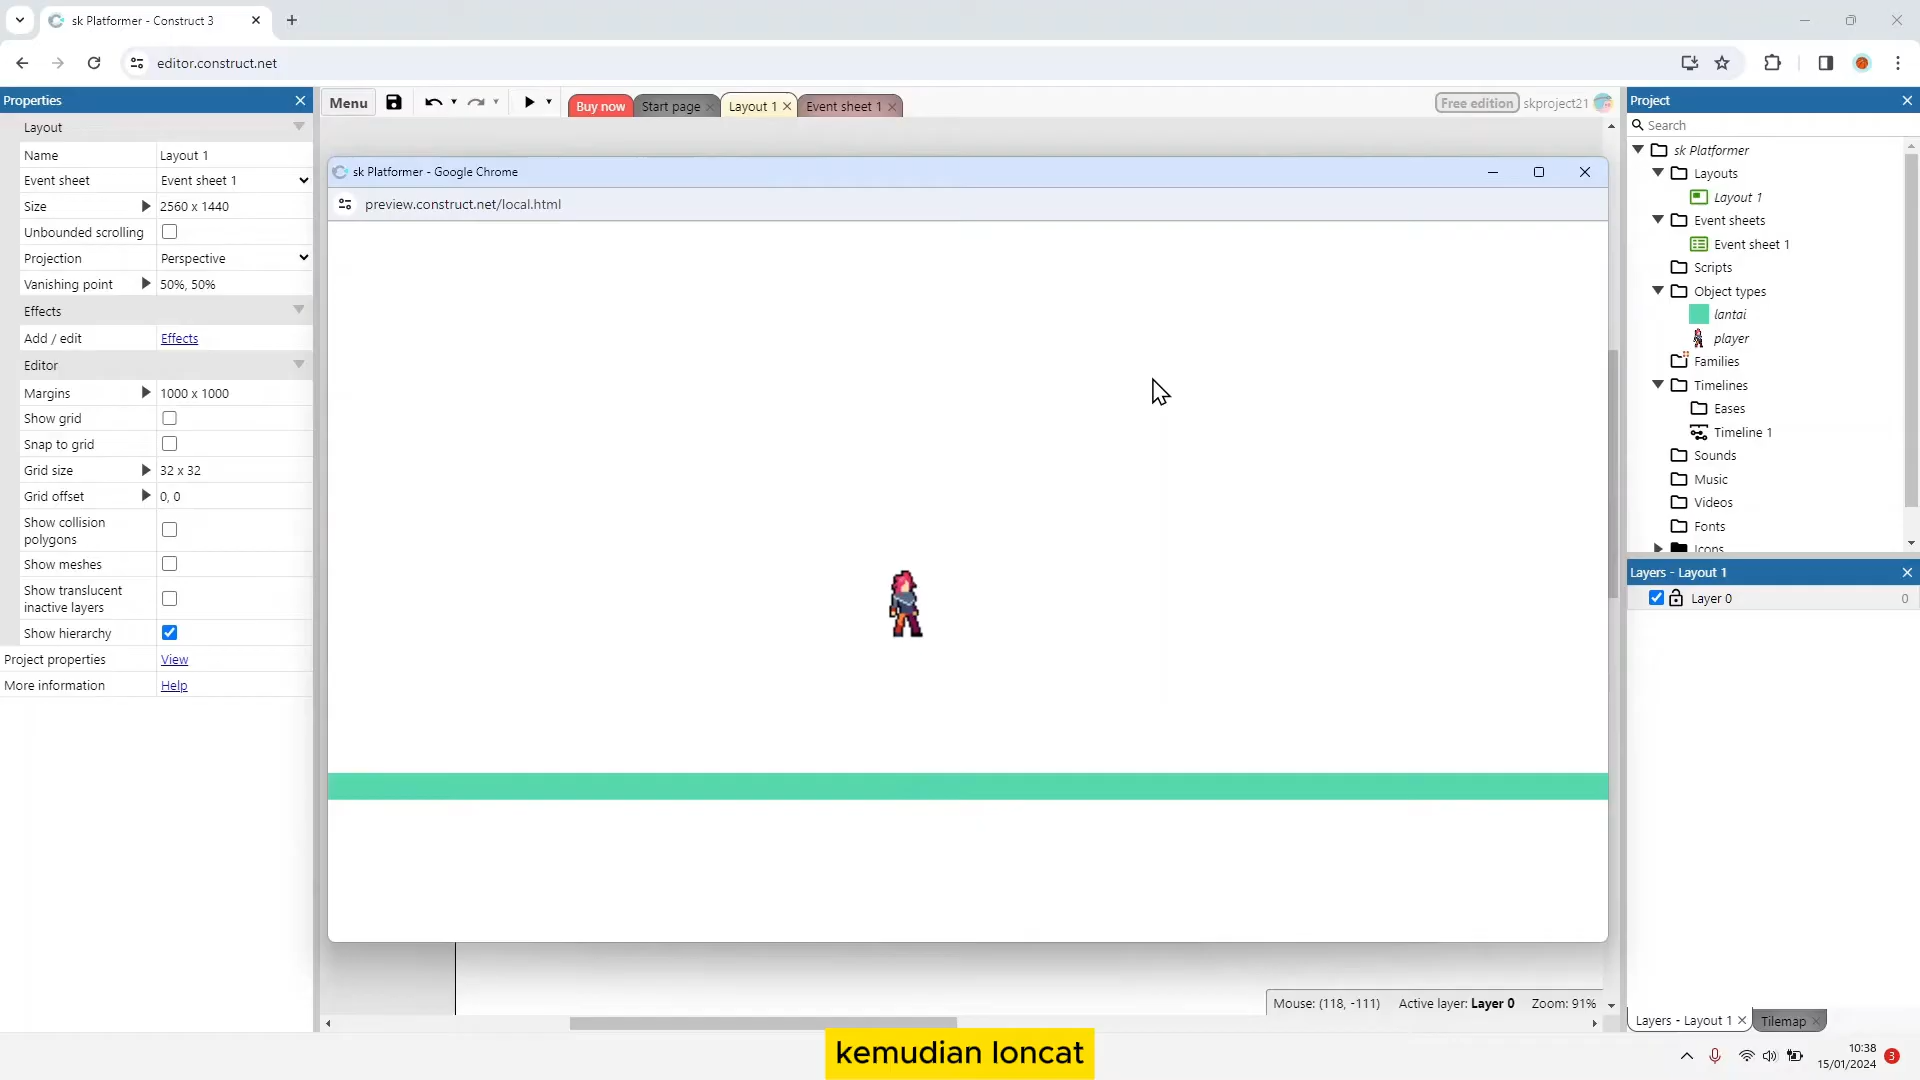 sk Platformer - Construct 3
editor.construct.net
Properties
Menu
Buy now
Start page
Layout 1
Event sheet 1
Free edition
skproject21
Project
Layout
Name Layout 1
Event sheet Event sheet 1
Size 2560 x 1440
Unbounded scrolling
Projection Perspective
Vanishing point 50%, 50%
Effects
Add / edit Effects
Editor
Margins 1000 x 1000
Show grid
Snap to grid
Grid size 32 x 32
Grid offset 0, 0
Show collision
polygons
Show meshes
Show translucent
inactive layers
Show hierarchy
Project properties View
More information Help
sk Platformer - Google Chrome
preview.construct.net/local.html
Search
sk Platformer
Layouts
Layout 1
Event sheets
Event sheet 1
Scripts
Object types
lantai
player
Families
Timelines
Eases
Timeline 1
Sounds
Music
Videos
Fonts
Icons
Layers - Layout 1
Layer 0 0
Mouse: (118, -111) Active layer: Layer 0 Zoom: 91%
Layers - Layout 1
Tilemap
kemudian loncat
10:38
15/01/2024
3